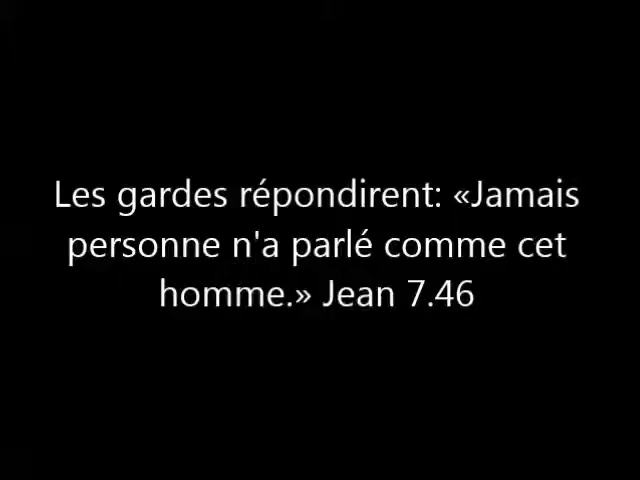 Les gardes répondirent: «Jamais
personne n'a parlé comme cet
homme.» Jean 7.46